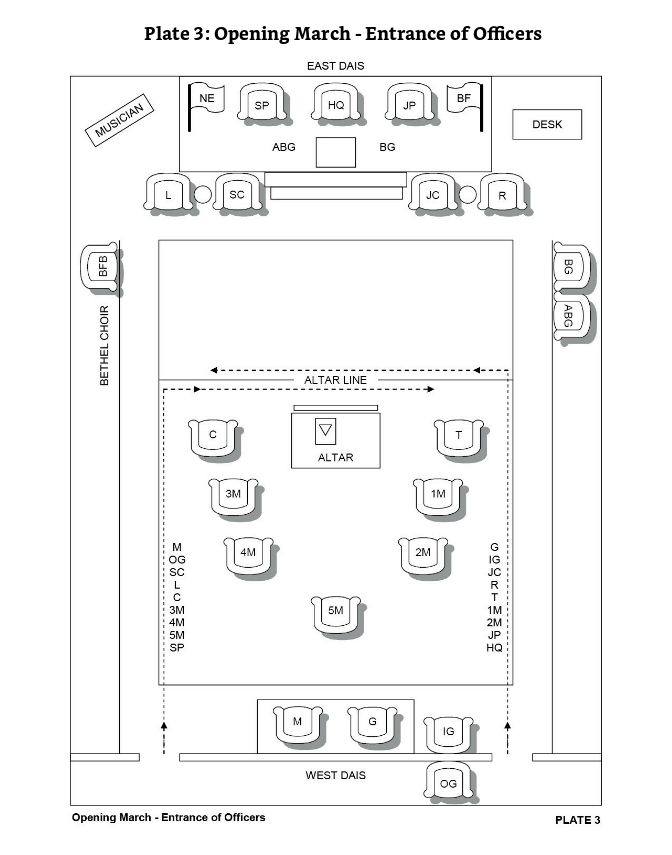 Plate 3: Opening March - Entrance of Officers
EAST DAIS
NE
SP
HQ
JP
BF
MUSICIAN
DESK
ABG
BG
L
SC
JC
R
BFB
BG
ABG
BETHEL CHOIR
ALTAR LINE
C
T
ALTAR
3M
1M
4M
2M
5M
M
OG
SC
L
C
3M
4M
5M
SP
G
IG
JC
R
T
1M
2M
JP
HQ
M
G
IG
WEST DAIS
OG
Opening March - Entrance of Officers
PLATE 3